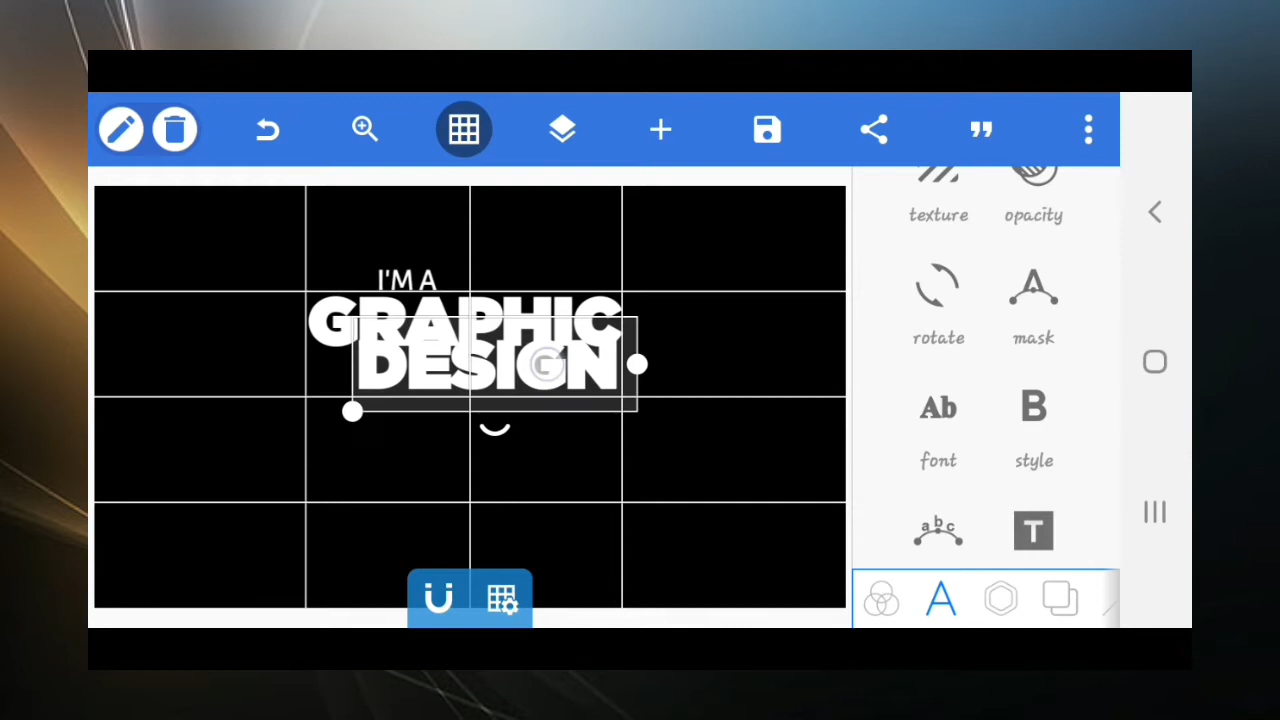 texture opacity
I'M A
GRAPHIC
rotate mask
DESIGN
Ab B
font style
abc T
A